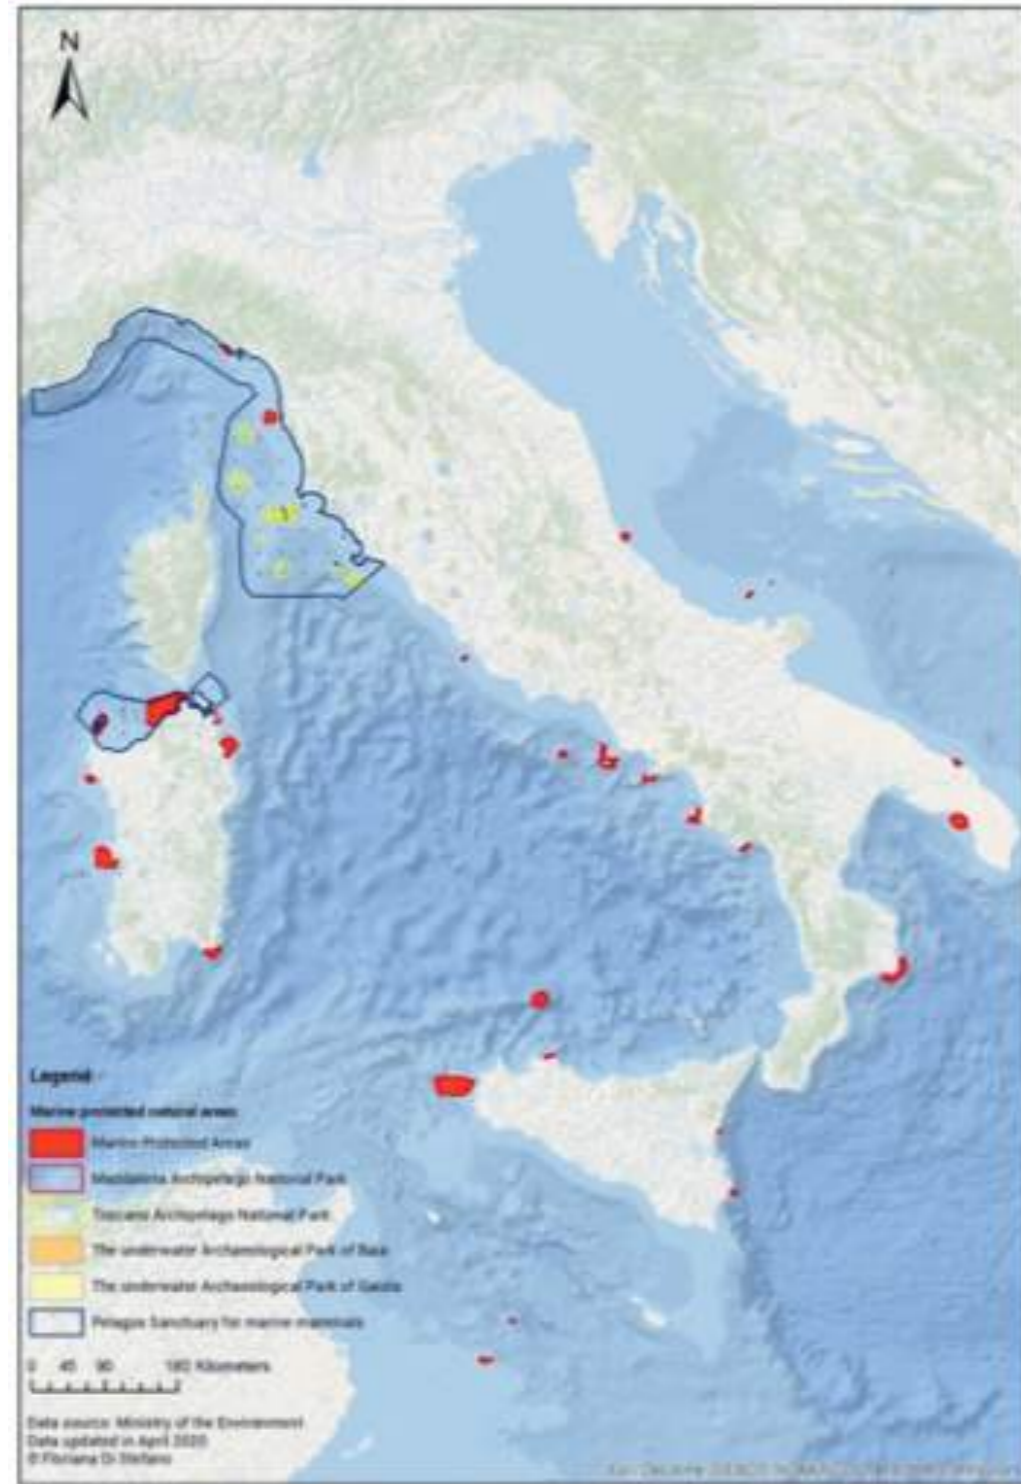 N
Legend
Marine protected natural areas
Marine Protected Areas
Maddalena Archipelago National Park
Toscano Archipelago National Park
The underwater Archaeological Park of Baia
The underwater Archaeological Park of Gaiola
Pelagos Sanctuary for marine mammals
0 45 90 180 Kilometers
Data source: Ministry of the Environment
Data updated in April 2020
© Floriana Di Stefano